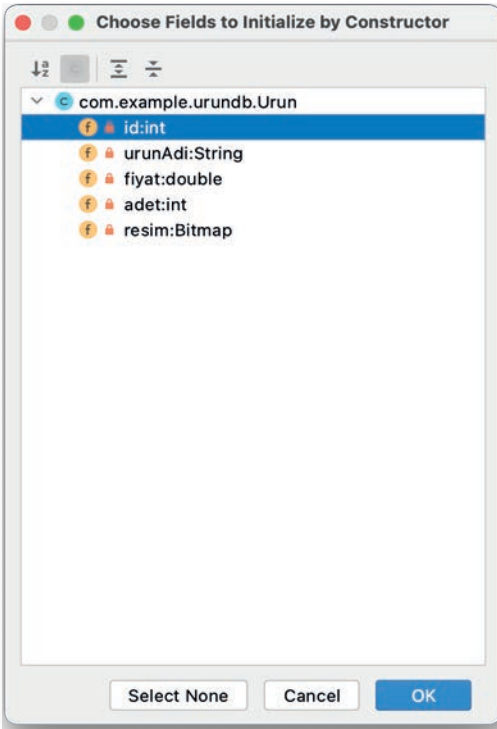 Choose Fields to Initialize by Constructor
com.example.urundb.Urun
id:int
urunAdi:String
fiyat:double
adet:int
resim:Bitmap
Select None Cancel OK